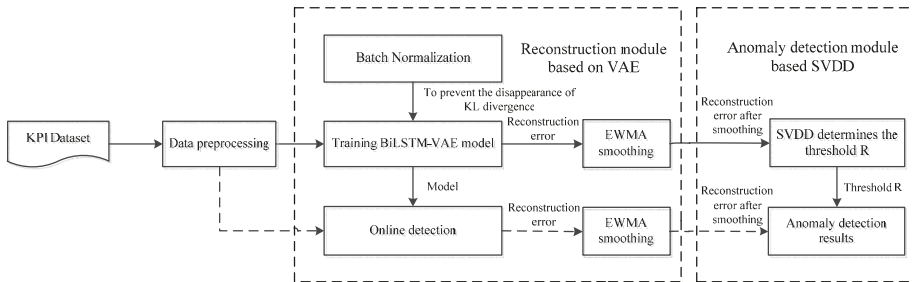 Batch Normalization
Reconstruction module
based on VAE
Anomaly detection module
based SVDD
To prevent the disappearance of
KL divergence
KPI Dataset
Data preprocessing
Training BiLSTM-VAE model
Reconstruction
error
EWMA
smoothing
Reconstruction
error after
smoothing
SVDD determines the
threshold R
Model
Threshold R
Online detection
Reconstruction
error
EWMA
smoothing
Reconstruction
error after
smoothing
Anomaly detection
results